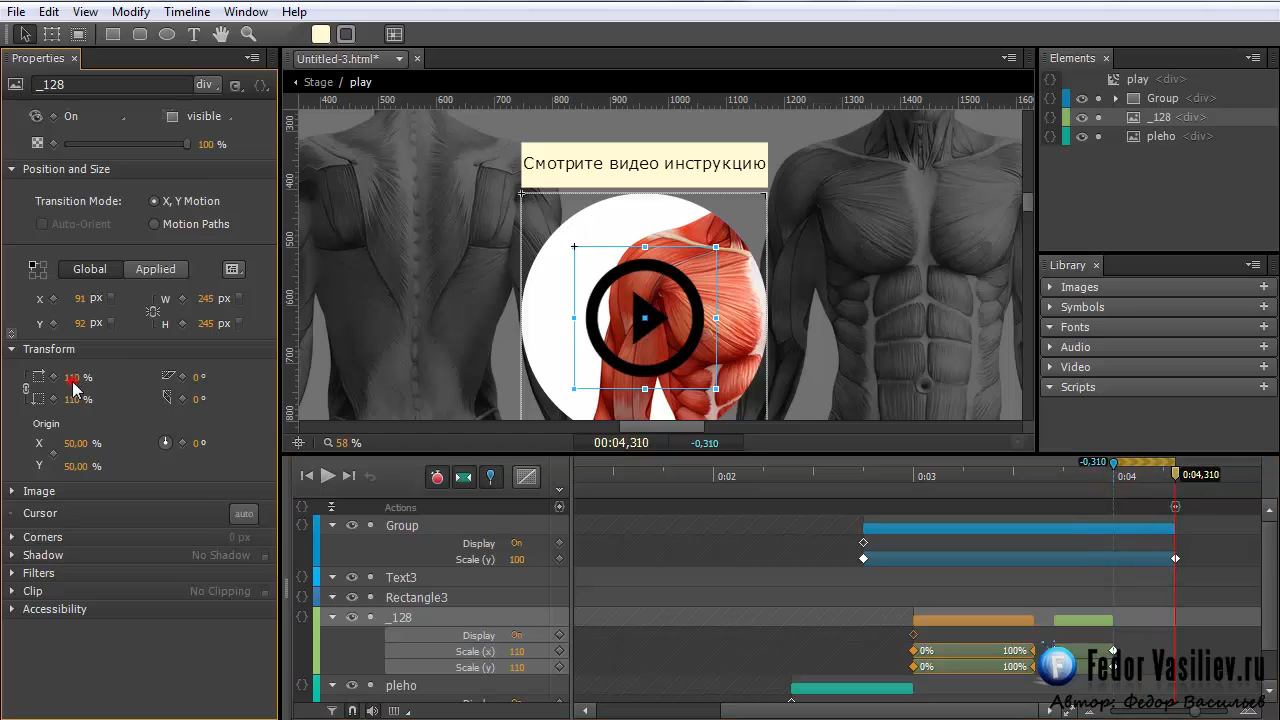 File Edit View Modify Timeline Window Help
Properties
_128
div
On
visible
100 %
Position and Size
Transition Mode:
X, Y Motion
Auto-Orient
Motion Paths
Global
Applied
X 91 px W 245 px
Y 92 px H 245 px
Transform
110 % 0 º
110 % 0 º
Origin
X 50,00 % 0 º
Y 50,00 %
Image
Cursor auto
Corners 0 px
Shadow No Shadow
Filters
Clip No Clipping
Accessibility
Untitled-3.html*
Stage / play
400 500 600 700 800 900 1000 1100 1200 1300 1400 1500 1600
300
400
500
600
700
800
Смотрите видео инструкцию
58 %
00:04,310
-0,310
Elements
play <div>
Group <div>
_128 <div>
pleho <div>
Library
Images
Symbols
Fonts
Audio
Video
Scripts
-0,310
0:02 0:03 0:04 0:04,310
Actions
Group
Display On
Scale (y) 100
Text3
Rectangle3
_128
Display On
Scale (x) 110
0% 100%
Scale (y) 110
0% 100%
pleho
Fedor Vasiliev.ru
Автор: Федор Васильев